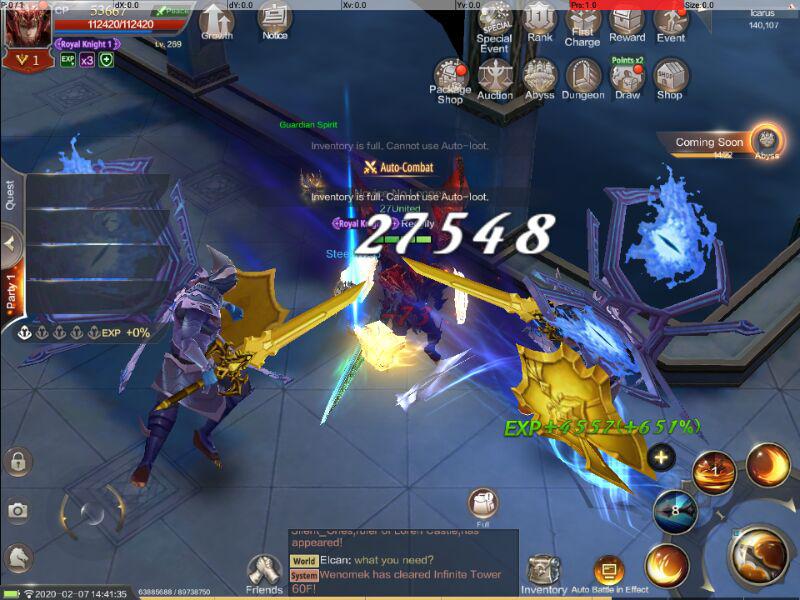 P:0 / 1 dX:0.0 dY:0.0 Xv:0.0 Yv:0.0 Prs:1.0 Size:0.0
CP 53667
Peace
112420/112420
Royal Knight 1
Lv.269
1
EXP x3
Growth
Notice
Special Event
Rank
First Charge
Reward
Event
Icarus
140,107
Package Shop
Auction
Abyss
Dungeon
Points x2
Draw
Shop
Coming Soon
Abyss
Guardian Spirit
Inventory is full. Cannot use Auto-loot.
Auto-Combat
Inventory is full. Cannot use Auto-loot.
27United
27548
Quest
Party 1
EXP +0%
EXP+4557(+651%)
8
Full
appeared!
World Elcan: what you need?
System Wenomek has cleared Infinite Tower
60F!
Friends
Inventory
Auto Battle in Effect
2020-02-07 14:41:35
63885688 / 89738750